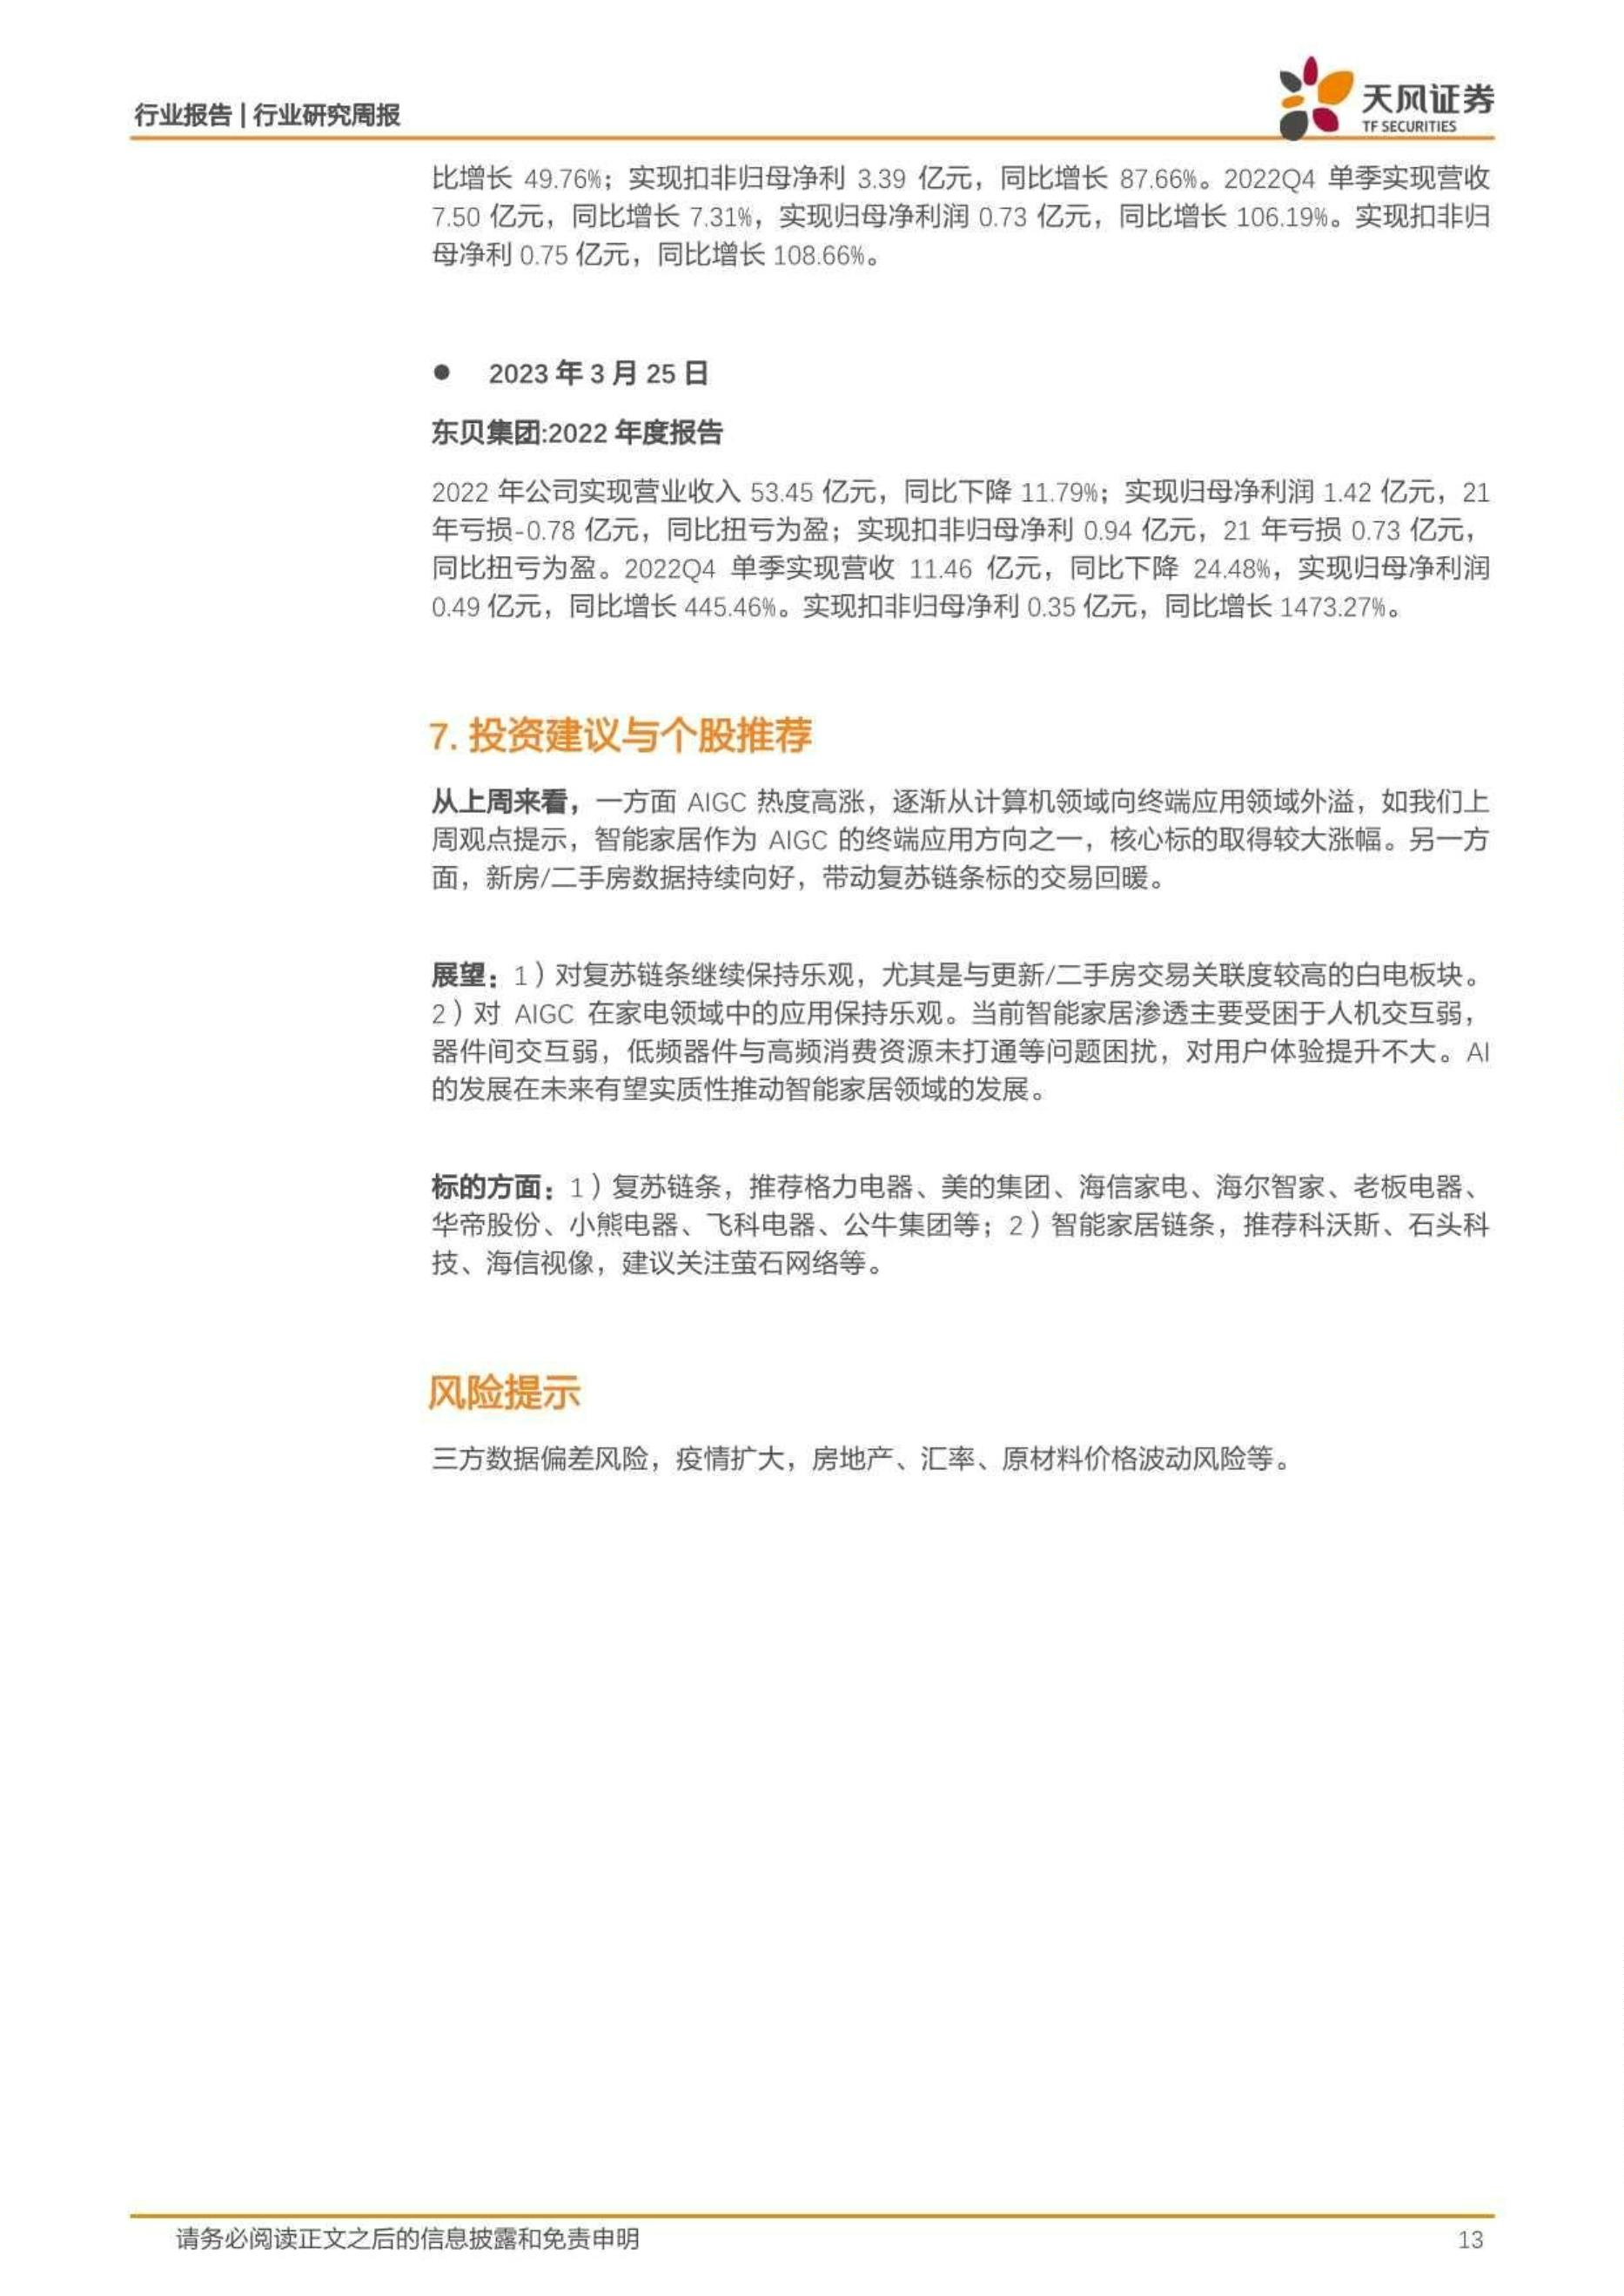 行业报告 | 行业研究周报
天风证券
TF SECURITIES
比增长 49.76%；实现扣非归母净利 3.39 亿元，同比增长 87.66%。2022Q4 单季实现营收
7.50 亿元，同比增长 7.31%，实现归母净利润 0.73 亿元，同比增长 106.19%。实现扣非归
母净利 0.75 亿元，同比增长 108.66%。
● 2023 年 3 月 25 日
东贝集团:2022 年度报告
2022 年公司实现营业收入 53.45 亿元，同比下降 11.79%；实现归母净利润 1.42 亿元，21
年亏损-0.78 亿元，同比扭亏为盈；实现扣非归母净利 0.94 亿元，21 年亏损 0.73 亿元，
同比扭亏为盈。2022Q4 单季实现营收 11.46 亿元，同比下降 24.48%，实现归母净利润
0.49 亿元，同比增长 445.46%。实现扣非归母净利 0.35 亿元，同比增长 1473.27%。
7. 投资建议与个股推荐
从上周来看，一方面 AIGC 热度高涨，逐渐从计算机领域向终端应用领域外溢，如我们上
周观点提示，智能家居作为 AIGC 的终端应用方向之一，核心标的取得较大涨幅。另一方
面，新房/二手房数据持续向好，带动复苏链条标的交易回暖。
展望：1）对复苏链条继续保持乐观，尤其是与更新/二手房交易关联度较高的白电板块。
2）对 AIGC 在家电领域中的应用保持乐观。当前智能家居渗透主要受困于人机交互弱，
器件间交互弱，低频器件与高频消费资源未打通等问题困扰，对用户体验提升不大。AI
的发展在未来有望实质性推动智能家居领域的发展。
标的方面：1）复苏链条，推荐格力电器、美的集团、海信家电、海尔智家、老板电器、
华帝股份、小熊电器、飞科电器、公牛集团等；2）智能家居链条，推荐科沃斯、石头科
技、海信视像，建议关注萤石网络等。
风险提示
三方数据偏差风险，疫情扩大，房地产、汇率、原材料价格波动风险等。
请务必阅读正文之后的信息披露和免责申明
13